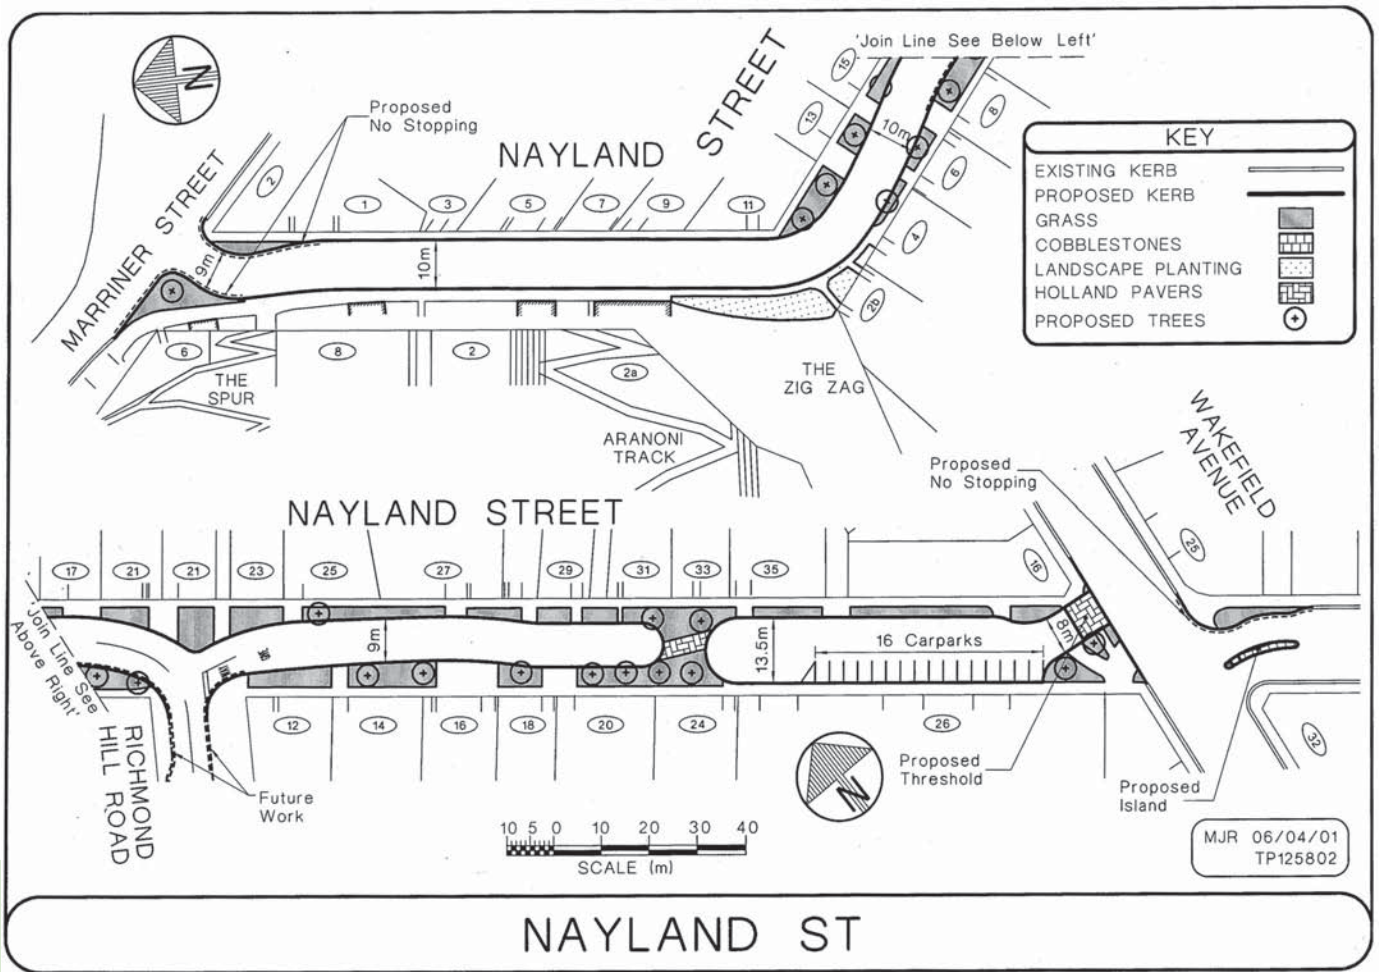 'Join Line See Below Left'
N
Proposed
No Stopping
NAYLAND STREET
MARRINER STREET
2
1
3
5
7
9
11
13
15
8
6
4
2b
10m
9m
10m
6
8
2
2a
THE
SPUR
ARANONI
TRACK
THE
ZIG ZAG
KEY
EXISTING KERB
PROPOSED KERB
GRASS
COBBLESTONES
LANDSCAPE PLANTING
HOLLAND PAVERS
PROPOSED TREES
WAKEFIELD
AVENUE
Proposed
No Stopping
NAYLAND STREET
17
21
21
23
25
27
29
31
33
35
16
25
'Join Line See
Above Right'
9m
13.5m
16 Carparks
8m
12
14
16
18
20
24
26
32
RICHMOND
HILL ROAD
Future
Work
N
Proposed
Threshold
Proposed
Island
10 5 0 10 20 30 40
SCALE (m)
MJR 06/04/01
TP125802
NAYLAND ST